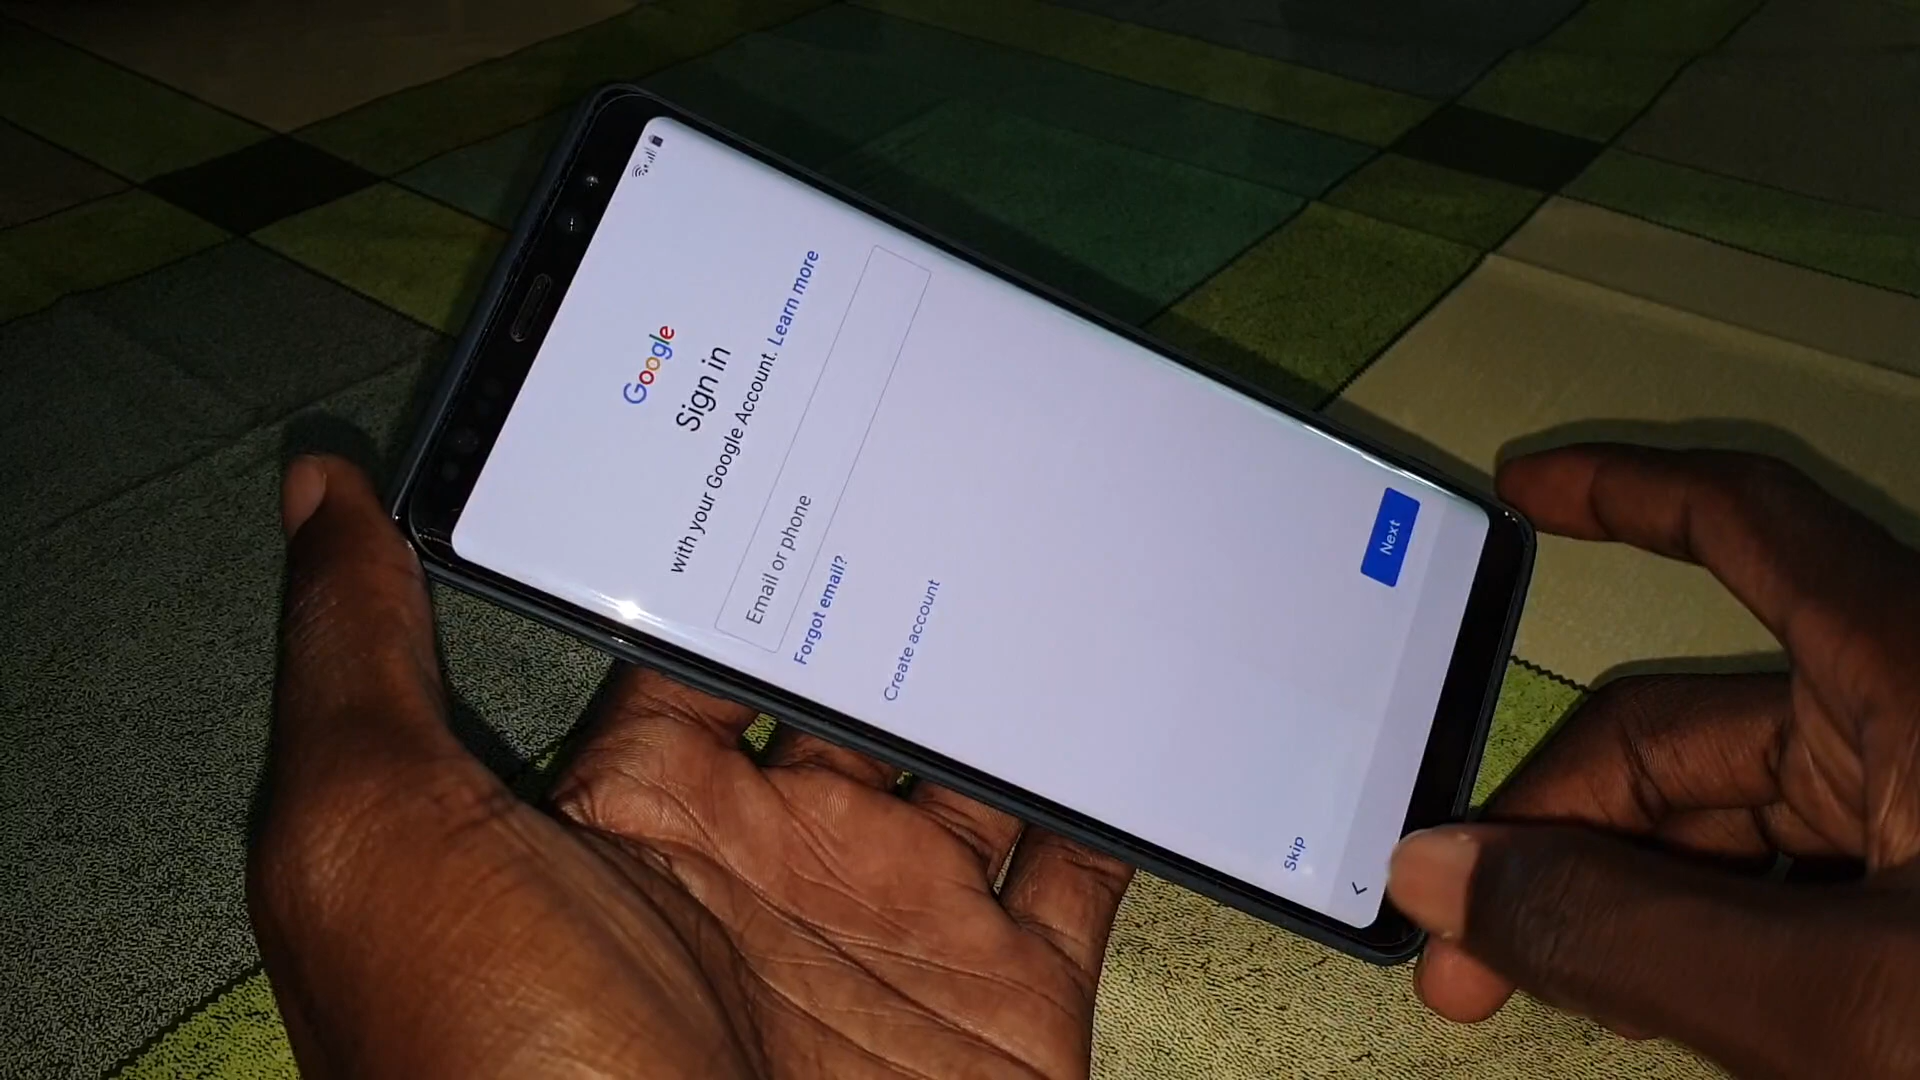 Google
Sign in
with your Google Account. Learn more
Email or phone
Forgot email?
Create account
Skip
Next